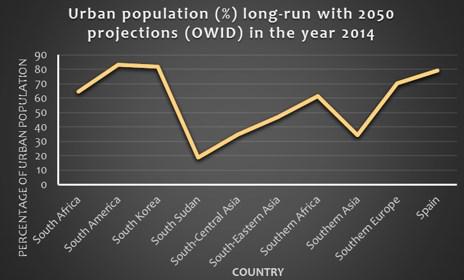 Urban population (%) long-run with 2050
projections (OWID) in the year 2014
PERCENTAGE OF URBAN POPULATION
90
80
70
60
50
40
30
20
10
0
South Africa
South America
South Korea
South Sudan
South-Central Asia
South-Eastern Asia
Southern Africa
Southern Asia
Southern Europe
Spain
COUNTRY